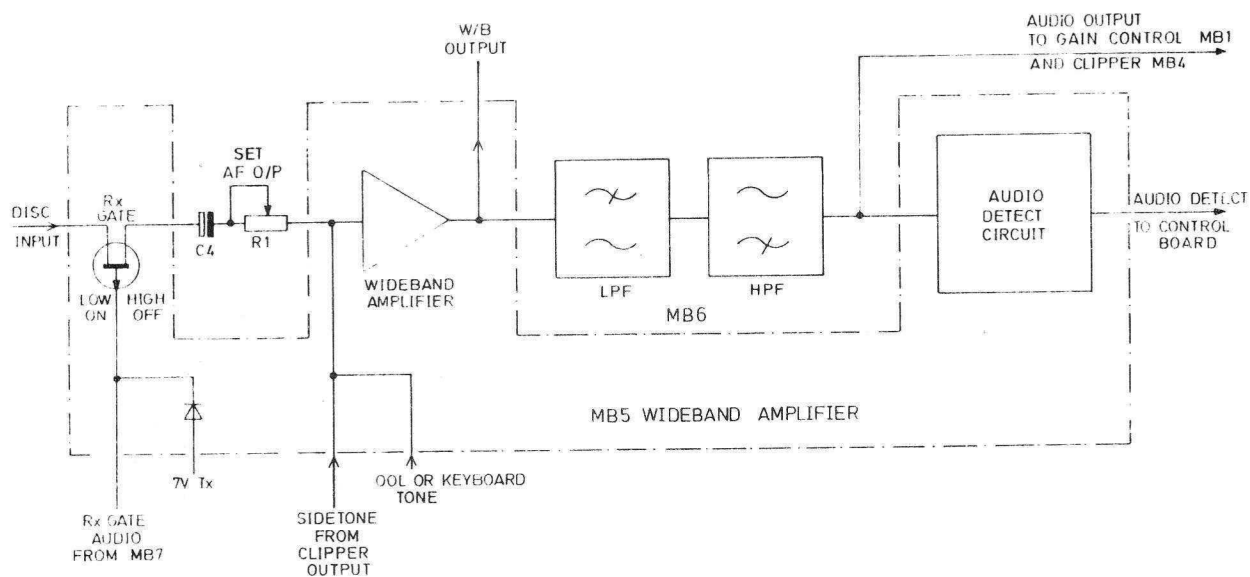 W/B
OUTPUT
AUDIO OUTPUT
TO GAIN CONTROL MB1
AND CLIPPER MB4
SET
AF O/P
Rx
GATE
DISC
INPUT
C4
R1
LOW
ON
HIGH
OFF
WIDEBAND
AMPLIFIER
LPF
HPF
MB6
AUDIO
DETECT
CIRCUIT
AUDIO DETECT
TO CONTROL
BOARD
MB5 WIDEBAND AMPLIFIER
7V Tx
OOL OR KEYBOARD
TONE
Rx GATE
AUDIO
FROM MB7
SIDETONE
FROM
CLIPPER
OUTPUT